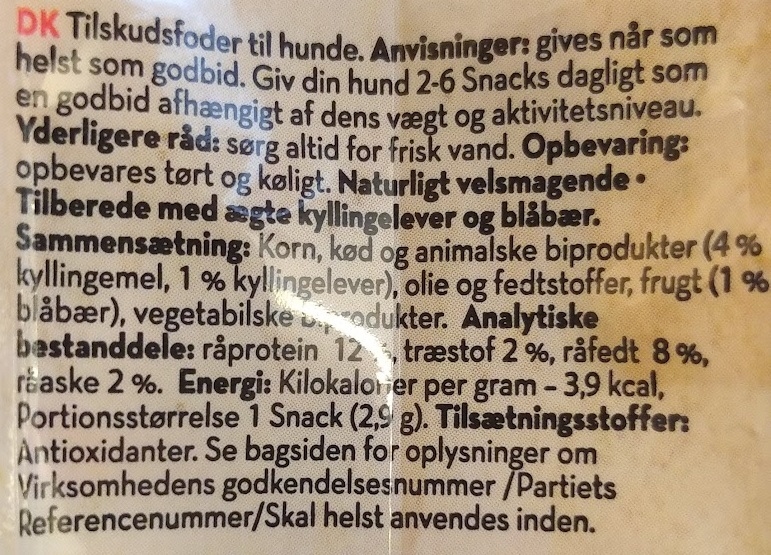 DK Tilskudsfoder til hunde. Anvisninger: gives når som
helst som godbid. Giv din hund 2-6 Snacks dagligt som
en godbid afhængigt af dens vægt og aktivitetsniveau.
Yderligere råd: sørg altid for frisk vand. Opbevaring:
opbevares tørt og køligt. Naturligt velsmagende •
Tilberede med ægte kyllingelever og blåbær.
Sammensætning: Korn, kød og animalske biprodukter (4 %
kyllingemel, 1 % kyllingelever), olie og fedtstoffer, frugt (1 %
blåbær), vegetabilske biprodukter. Analytiske
bestanddele: råprotein 12 %, træstof 2 %, råfedt 8 %,
råaske 2 %. Energi: Kilokalorier per gram – 3,9 kcal,
Portionsstørrelse 1 Snack (2,9 g). Tilsætningsstoffer:
Antioxidanter. Se bagsiden for oplysninger om
Virksomhedens godkendelsesnummer /Partiets
Referencenummer/Skal helst anvendes inden.